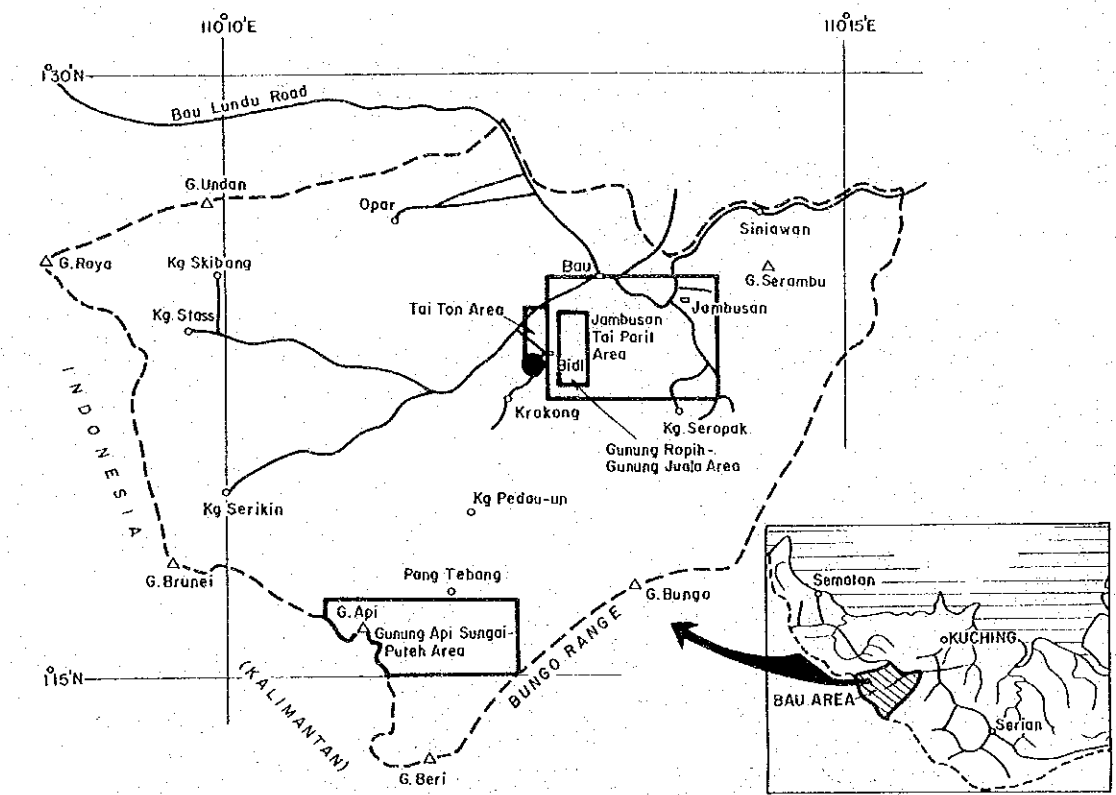 110°10'E
110°15'E
1°30'N
Bau Lundu Road
G.Undan
Opar
Siniawan
G.Raya
Kg Skibang
Bau
G.Serambu
Jambusan
Tai Ton Area
Kg.Stass
Jambusan
Tai Parit
Area
Bidi
Krokong
Kg.Seropak
Gunung Ropih-
Gunung Juala Area
INDONESIA
Kg Serikin
Kg Pedau-un
G.Brunei
Pang Tebang
G.Bungo
G.Api
Gunung Api Sungai-
Puteh Area
BUNGO RANGE
1°15'N
(KALIMANTAN)
G.Beri
Sematan
KUCHING
BAU AREA
Serian